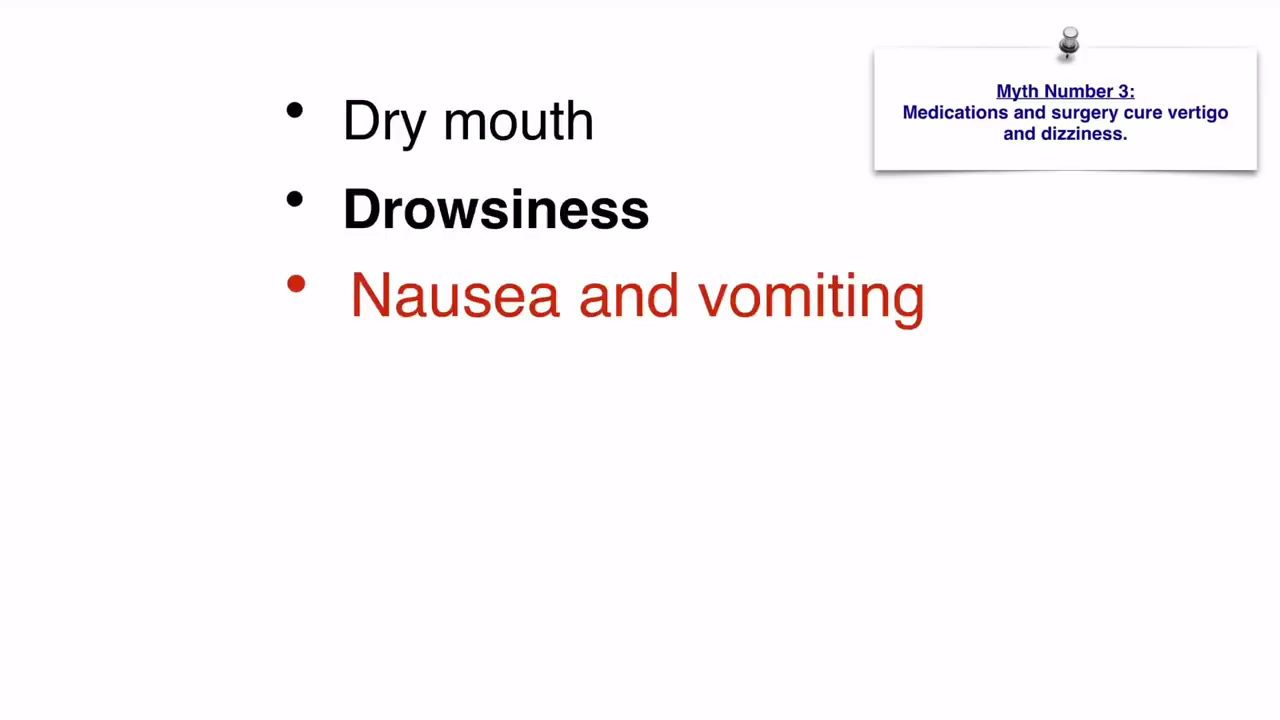 • Dry mouth
• Drowsiness
• Nausea and vomiting
Myth Number 3:
Medications and surgery cure vertigo
and dizziness.